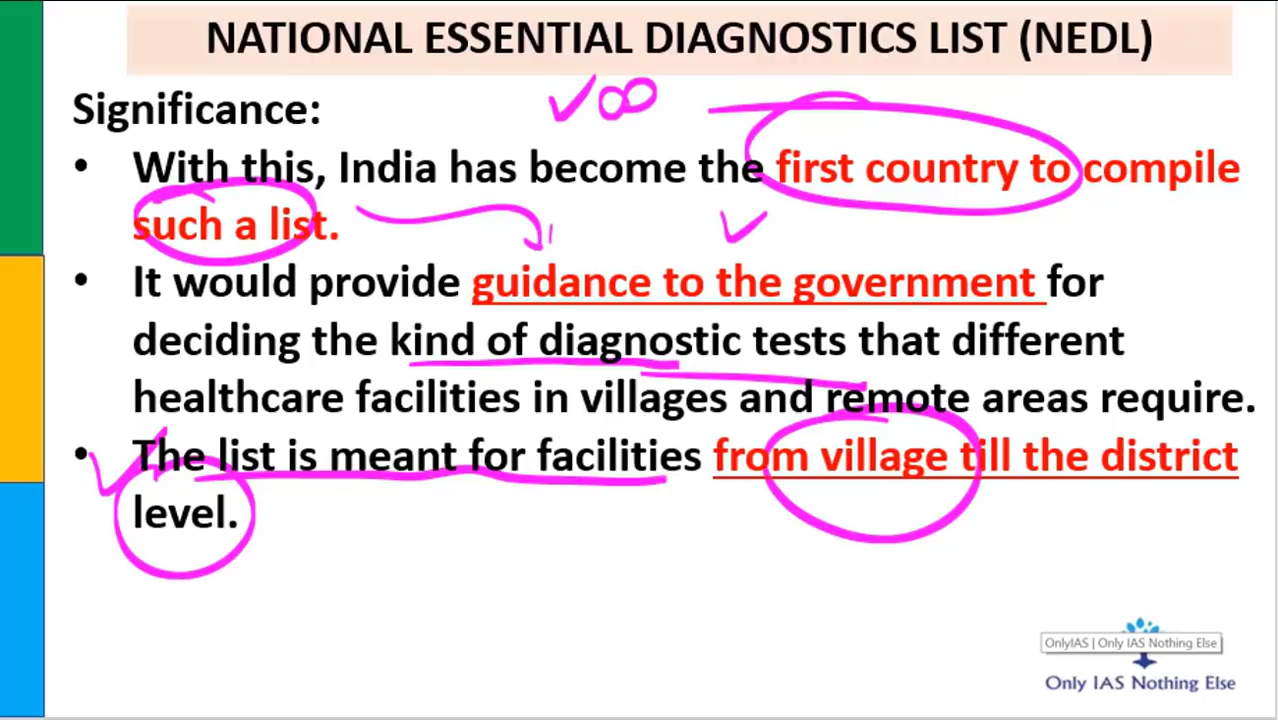 NATIONAL ESSENTIAL DIAGNOSTICS LIST (NEDL)
Significance:
• With this, India has become the first country to compile
such a list.
• It would provide guidance to the government for
deciding the kind of diagnostic tests that different
healthcare facilities in villages and remote areas require.
• The list is meant for facilities from village till the district
level.
OnlyIAS | Only IAS Nothing Else
Only IAS Nothing Else